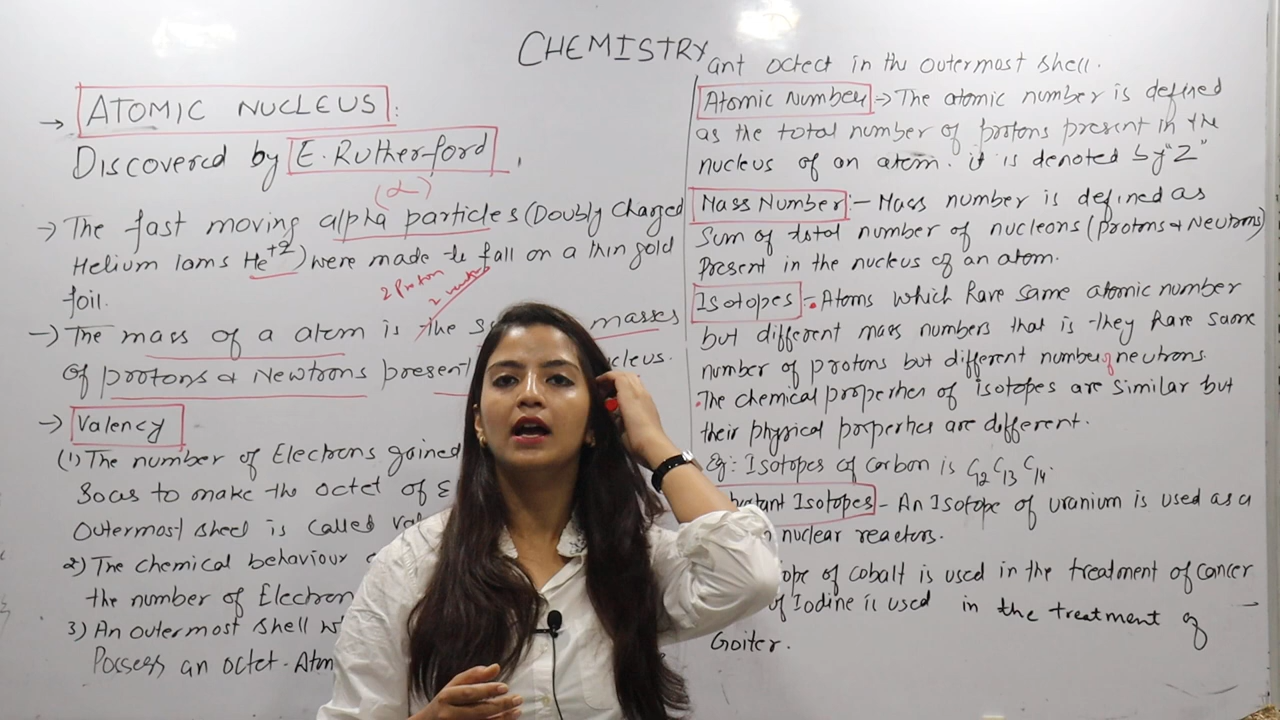 CHEMISTRY
→ ATOMIC NUCLEUS:
Discovered by E. Rutherford.
(α)
→ The fast moving alpha particles (Doubly Charged
Helium Ions He+2) were made to fall on a thin gold
foil.
2 Proton
2
→) The mass of a atom is the masses
of protons & Newtrons present cleus.
→ Valency
(1) The number of Electrons gained
so as to make the octet of E
Outermost sheel is called val
2) The chemical behaviour
the number of Electron
3) An outermost shell w
Possess an octet. Atom
ant octect in the outermost shell.
Atomic Number → The atomic number is defined
as the total number of protons present in the
nucleus of an atom. it is denoted by "Z"
Mass Number :- Mass number is defined as
Sum of total number of nucleons (protons & Neutrons)
Present in the nucleus of an atom.
Isotopes :- Atoms which have same atomic number
but different mass numbers that is they have same
number of protons but different number of neutrons.
.The chemical properties of isotopes are similar but
their physical properties are different.
Eg: Isotopes of carbon is C12 C13 C14.
rtant Isotopes - An Isotope of uranium is used as a
nuclear reactors.
ope of cobalt is used in the treatment of cancer
of Iodine is used in the treatment of
Goiter.